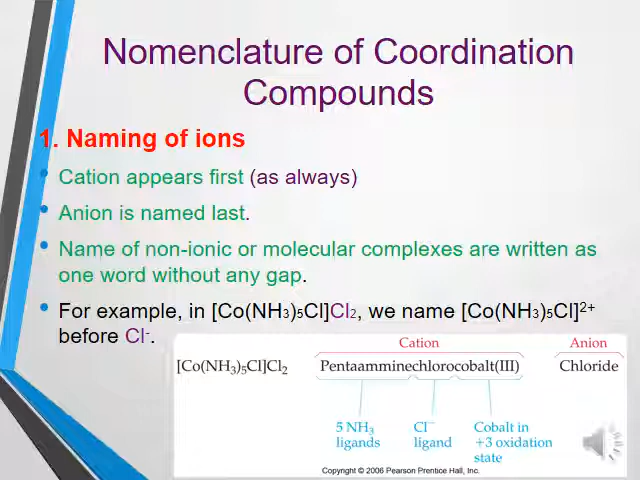 Nomenclature of Coordination
Compounds
1. Naming of ions
• Cation appears first (as always)
• Anion is named last.
• Name of non-ionic or molecular complexes are written as
one word without any gap.
• For example, in [Co(NH₃)₅Cl]Cl₂, we name [Co(NH₃)₅Cl]²⁺
before Cl⁻.
Cation Anion
[Co(NH₃)₅Cl]Cl₂ Pentaamminechlorocobalt(III) Chloride
5 NH₃ Cl⁻ Cobalt in
ligands ligand +3 oxidation
state
Copyright © 2006 Pearson Prentice Hall, Inc.